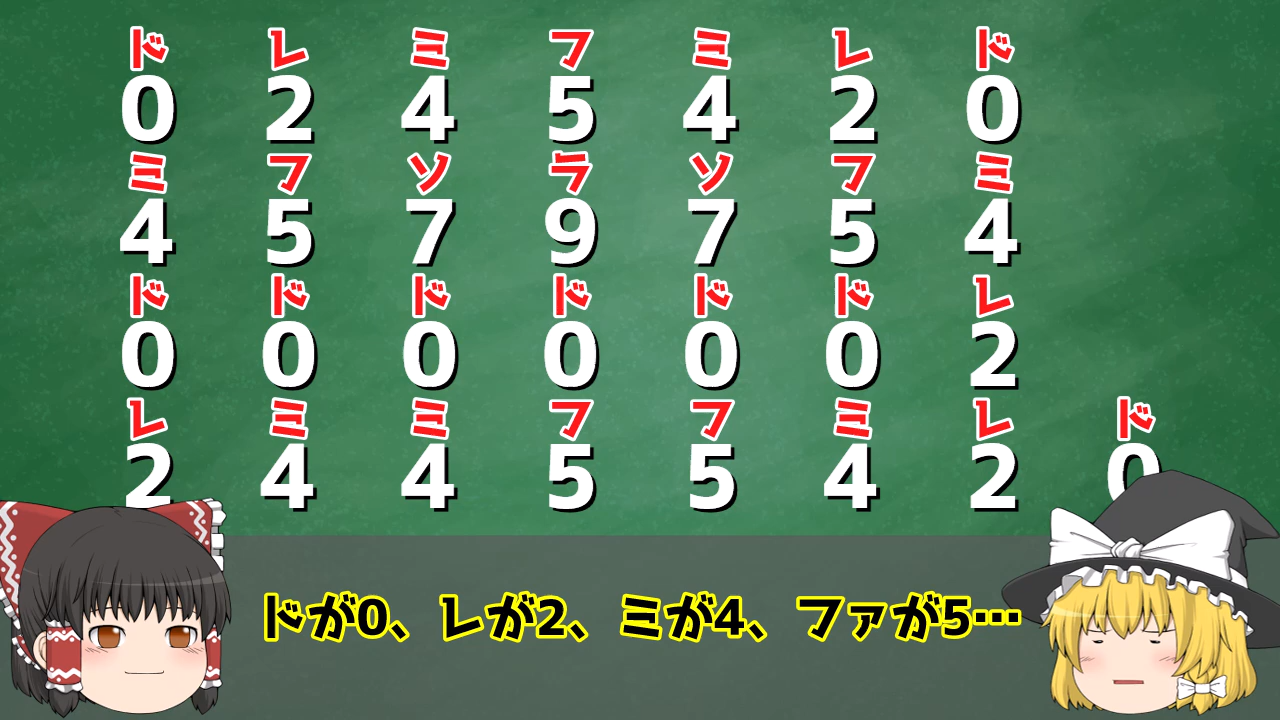 ド レ ミ フ ミ レ ド
0 2 4 5 4 2 0
ミ フ ソ ラ ソ フ ミ
4 5 7 9 7 5 4
ド ド ド ド ド ド レ
0 0 0 0 0 0 2
レ ミ ミ フ フ ミ レ ド
2 4 4 5 5 4 2 0
ドが0、レが2、ミが4、ファが5…